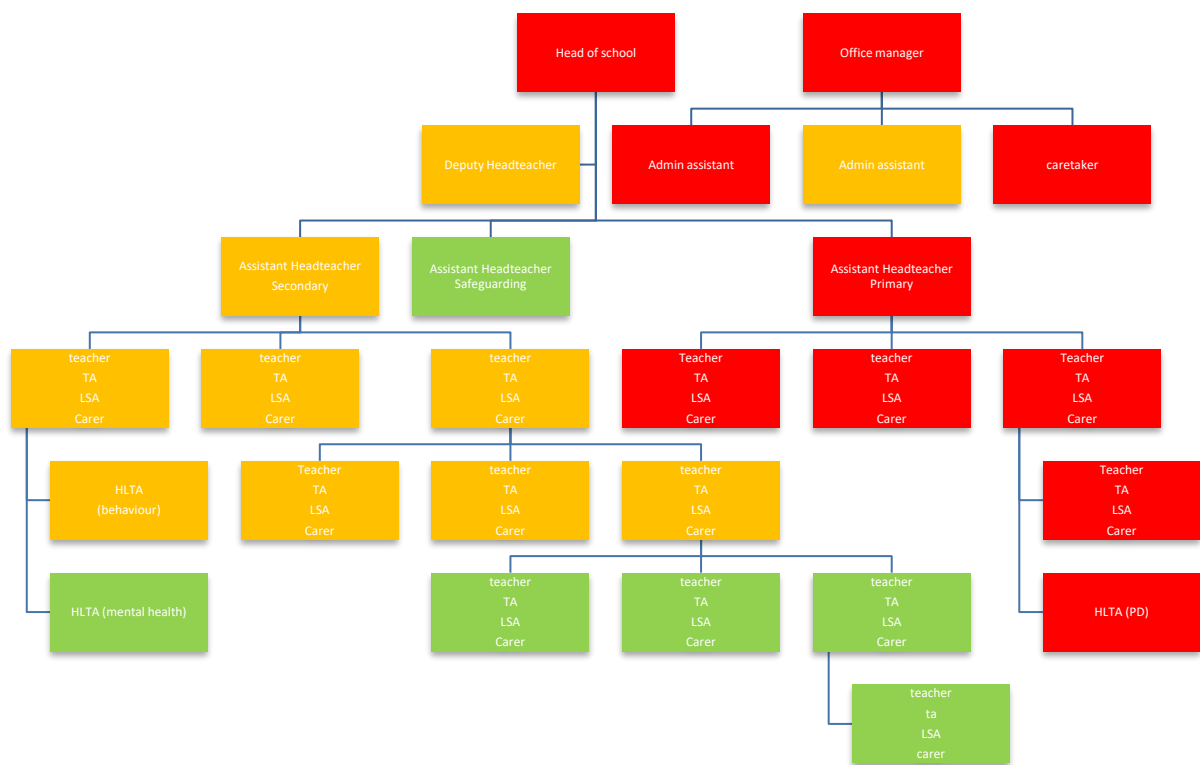 Head of school
Office manager
Deputy Headteacher
Admin assistant
Admin assistant
caretaker
Assistant Headteacher
Secondary
Assistant Headteacher
Safeguarding
Assistant Headteacher
Primary
teacher
TA
LSA
Carer
teacher
TA
LSA
Carer
teacher
TA
LSA
Carer
Teacher
TA
LSA
Carer
teacher
TA
LSA
Carer
Teacher
TA
LSA
Carer
HLTA
(behaviour)
Teacher
TA
LSA
Carer
teacher
TA
LSA
Carer
teacher
TA
LSA
Carer
Teacher
TA
LSA
Carer
HLTA (mental health)
teacher
TA
LSA
Carer
teacher
TA
LSA
Carer
teacher
TA
LSA
Carer
HLTA (PD)
teacher
ta
LSA
carer